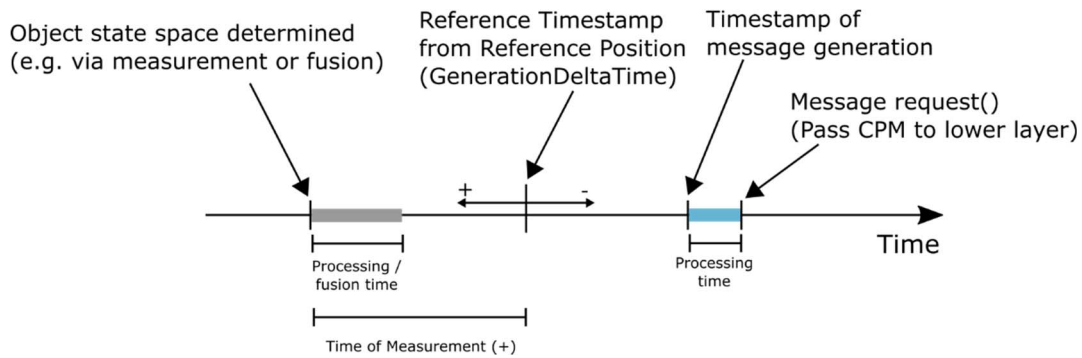 Object state space determined
(e.g. via measurement or fusion)
Reference Timestamp
from Reference Position
(GenerationDeltaTime)
Timestamp of
message generation
Message request()
(Pass CPM to lower layer)
+
-
Time
Processing /
fusion time
Processing
time
Time of Measurement (+)